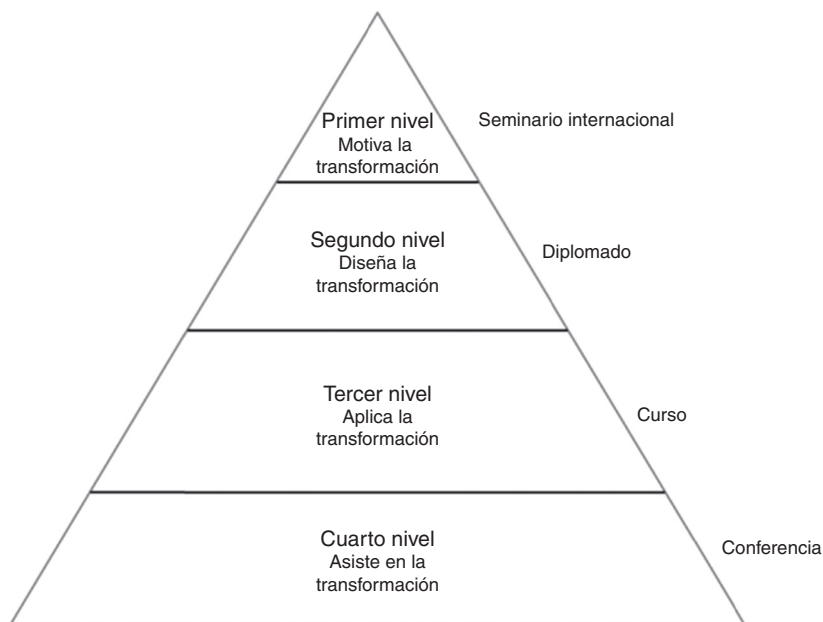 Primer nivel
Motiva la
transformación
Seminario internacional
Segundo nivel
Diseña la
transformación
Diplomado
Tercer nivel
Aplica la
transformación
Curso
Cuarto nivel
Asiste en la
transformación
Conferencia